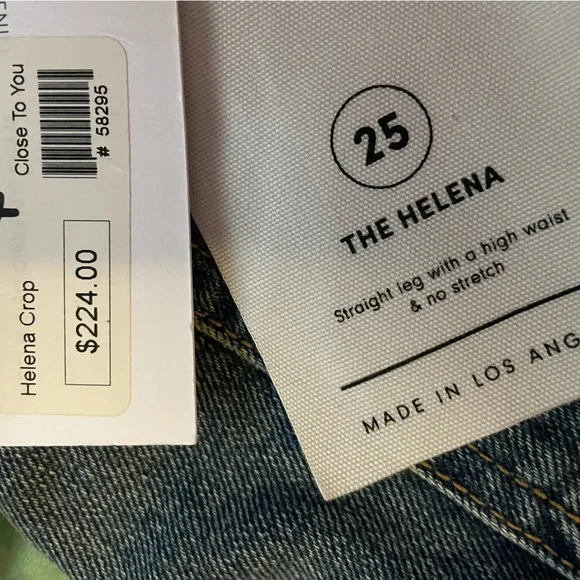 Close To You
# 58295
Helena Crop
$224.00
25
THE HELENA
Straight leg with a high waist
& no stretch
MADE IN LOS ANG